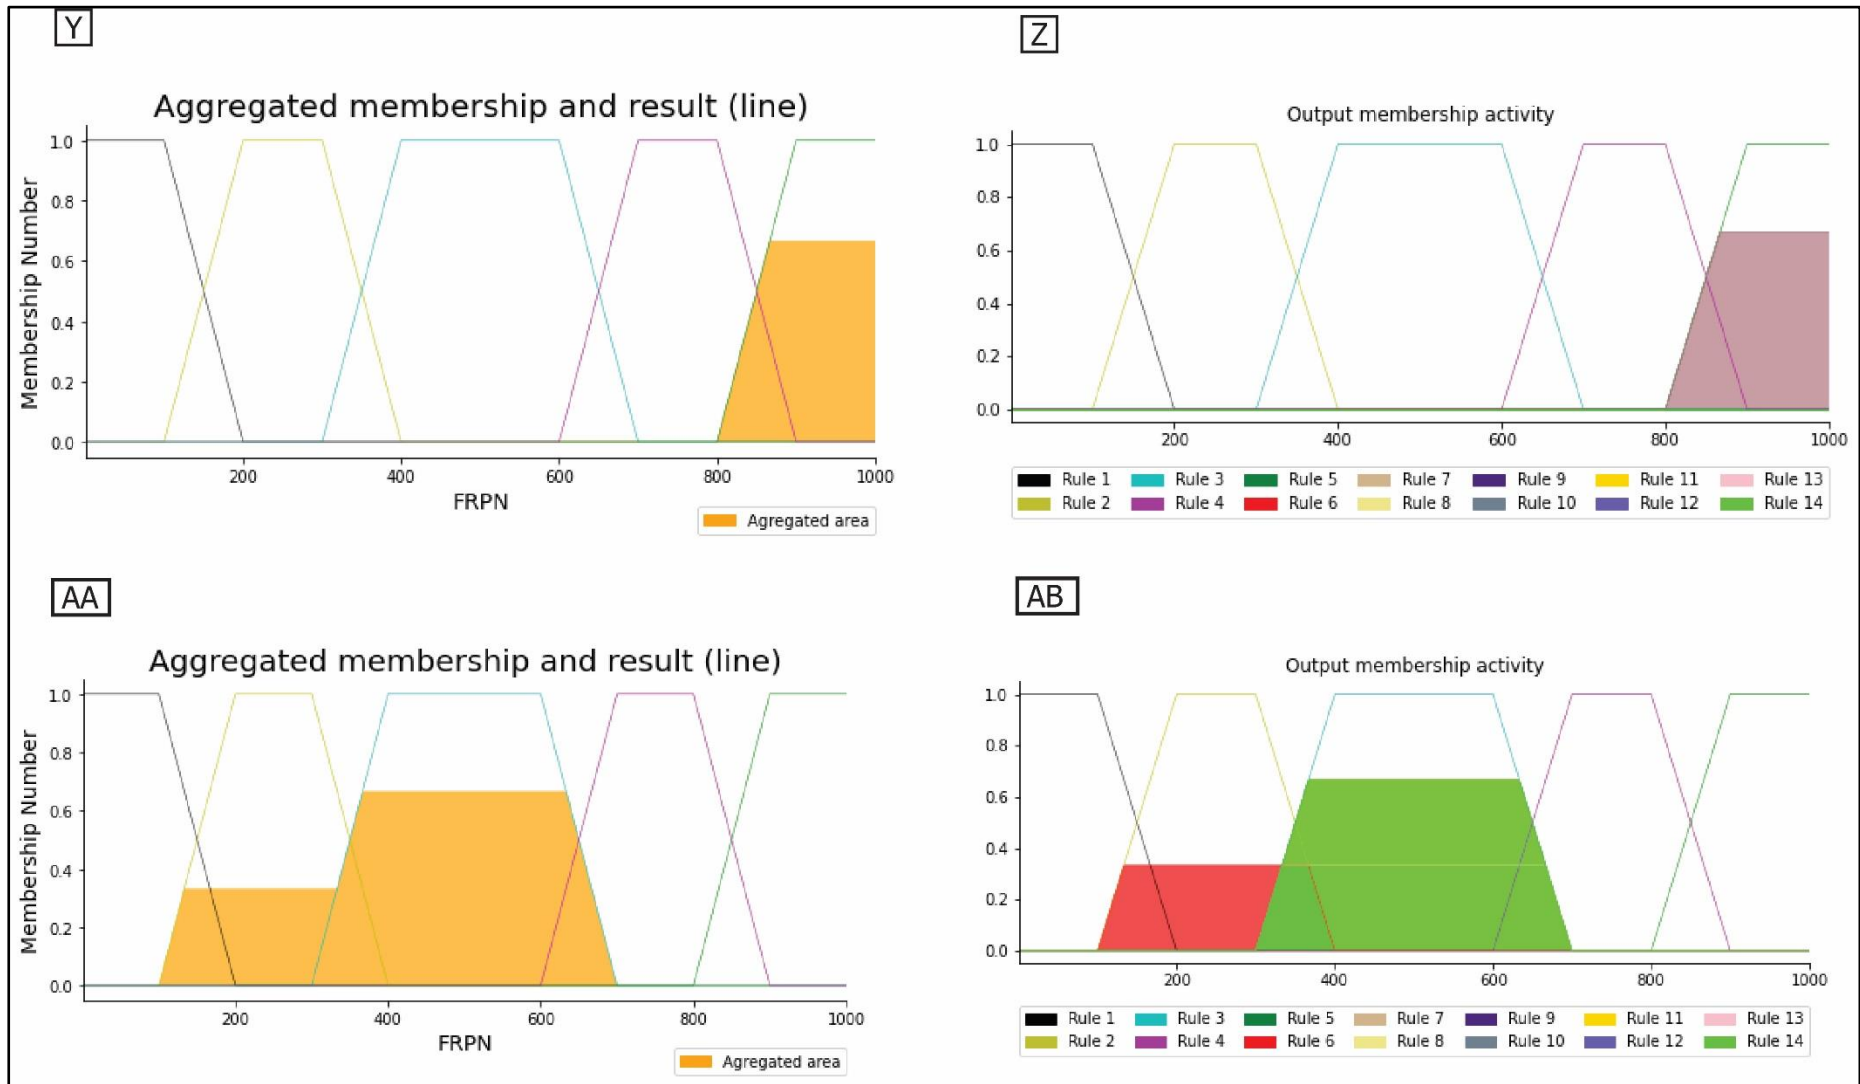 Y
Aggregated membership and result (line)
Membership Number
1.0
0.8
0.6
0.4
0.2
0.0
200 400 600 800 1000
FRPN
Agregated area
Z
Output membership activity
1.0
0.8
0.6
0.4
0.2
0.0
200 400 600 800 1000
Rule 1 Rule 3 Rule 5 Rule 7 Rule 9 Rule 11 Rule 13
Rule 2 Rule 4 Rule 6 Rule 8 Rule 10 Rule 12 Rule 14
AA
Aggregated membership and result (line)
Membership Number
1.0
0.8
0.6
0.4
0.2
0.0
200 400 600 800 1000
FRPN
Agregated area
AB
Output membership activity
1.0
0.8
0.6
0.4
0.2
0.0
200 400 600 800 1000
Rule 1 Rule 3 Rule 5 Rule 7 Rule 9 Rule 11 Rule 13
Rule 2 Rule 4 Rule 6 Rule 8 Rule 10 Rule 12 Rule 14